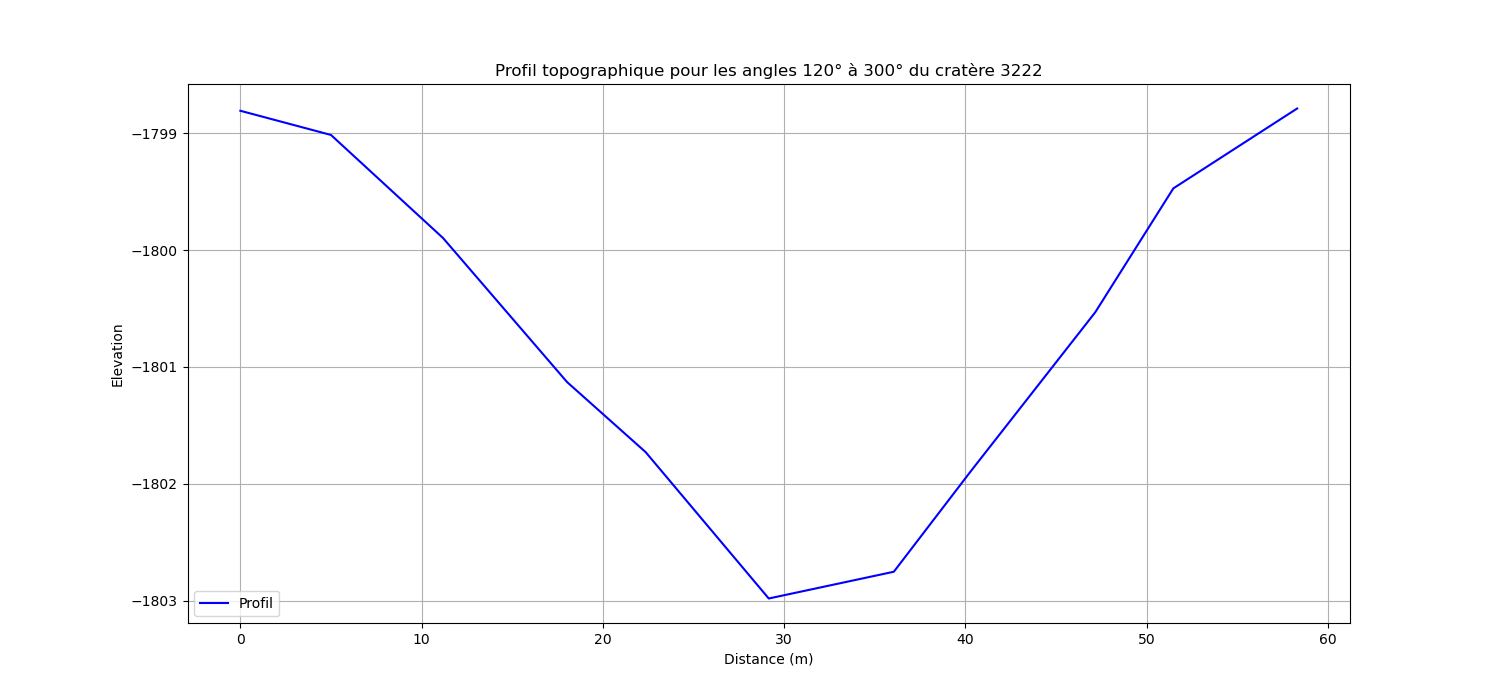 Profil topographique pour les angles 120° à 300° du cratère 3222
Elevation
−1799
−1800
−1801
−1802
−1803
Profil
0 10 20 30 40 50 60
Distance (m)